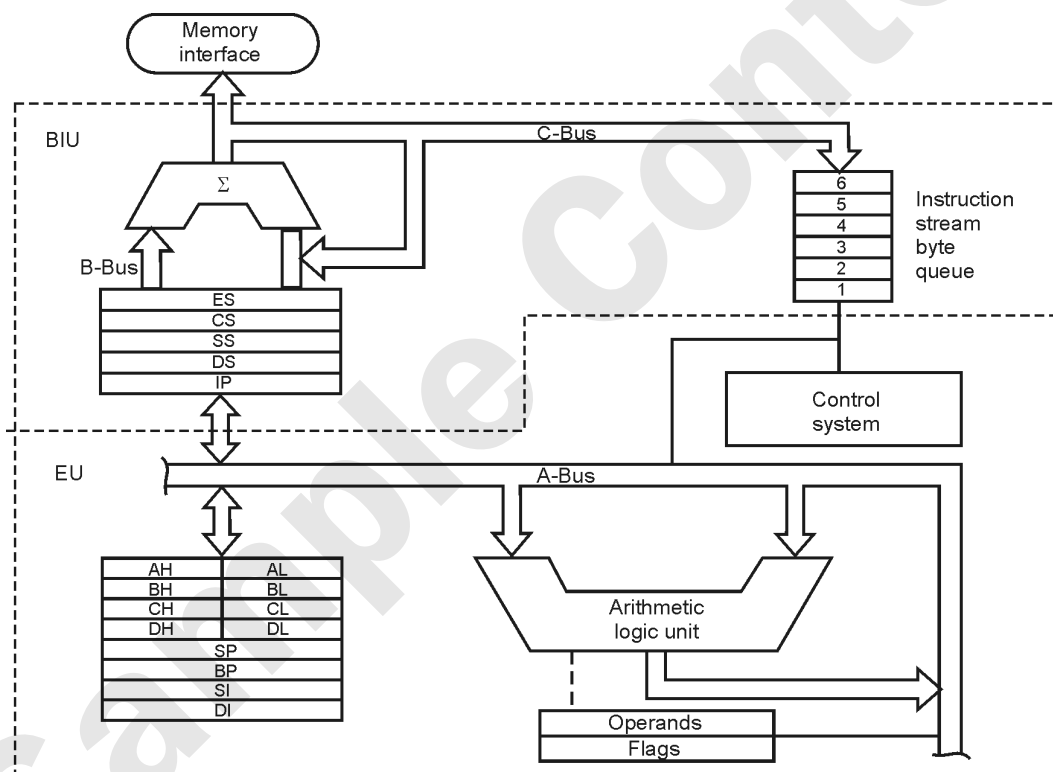 Memory
interface
BIU
C-Bus
Σ
B-Bus
6
5
4
3
2
1
Instruction
stream
byte
queue
ES
CS
SS
DS
IP
Control
system
EU
A-Bus
AH AL
BH BL
CH CL
DH DL
SP
BP
SI
DI
Arithmetic
logic unit
Operands
Flags
Sample Conte